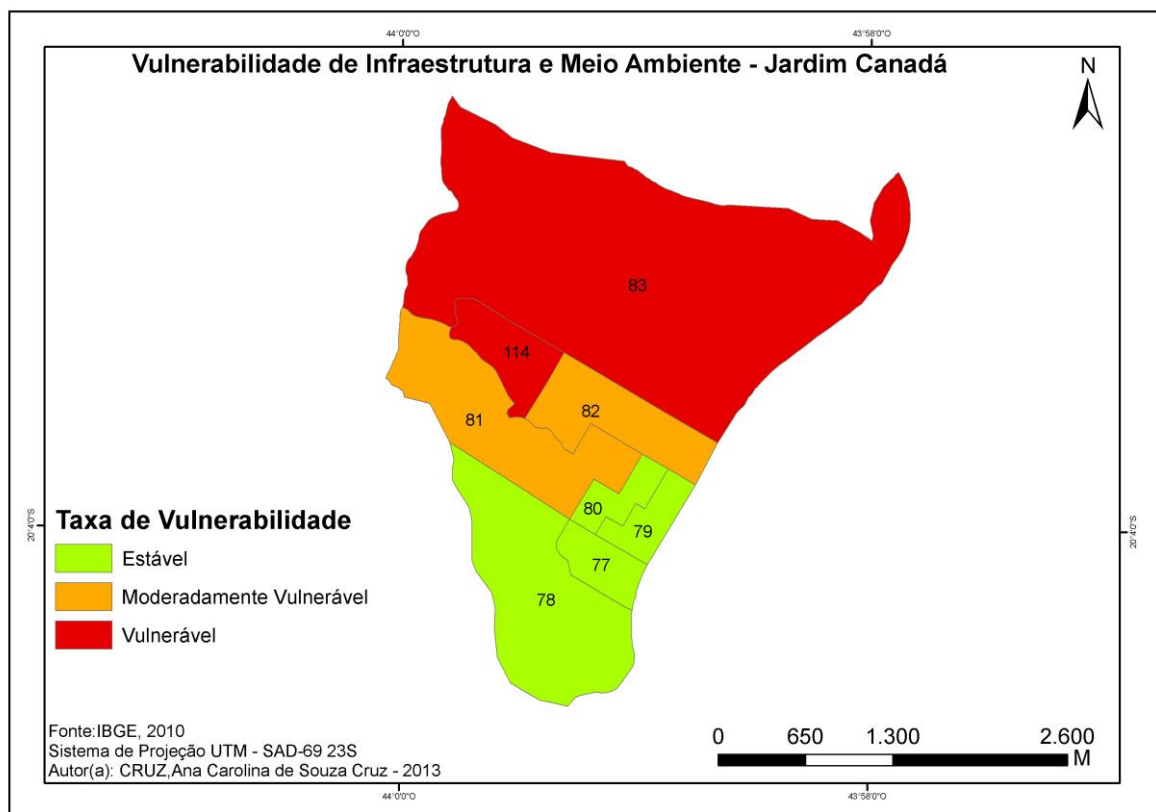 44°0'0"O 43°58'0"O
Vulnerabilidade de Infraestrutura e Meio Ambiente - Jardim Canadá
N
83
114
81
82
80
79
77
78
20°4'0"S 20°4'0"S
Taxa de Vulnerabilidade
Estável
Moderadamente Vulnerável
Vulnerável
Fonte:IBGE, 2010
Sistema de Projeção UTM - SAD-69 23S
Autor(a): CRUZ,Ana Carolina de Souza Cruz - 2013
0 650 1.300 2.600
M
44°0'0"O 43°58'0"O